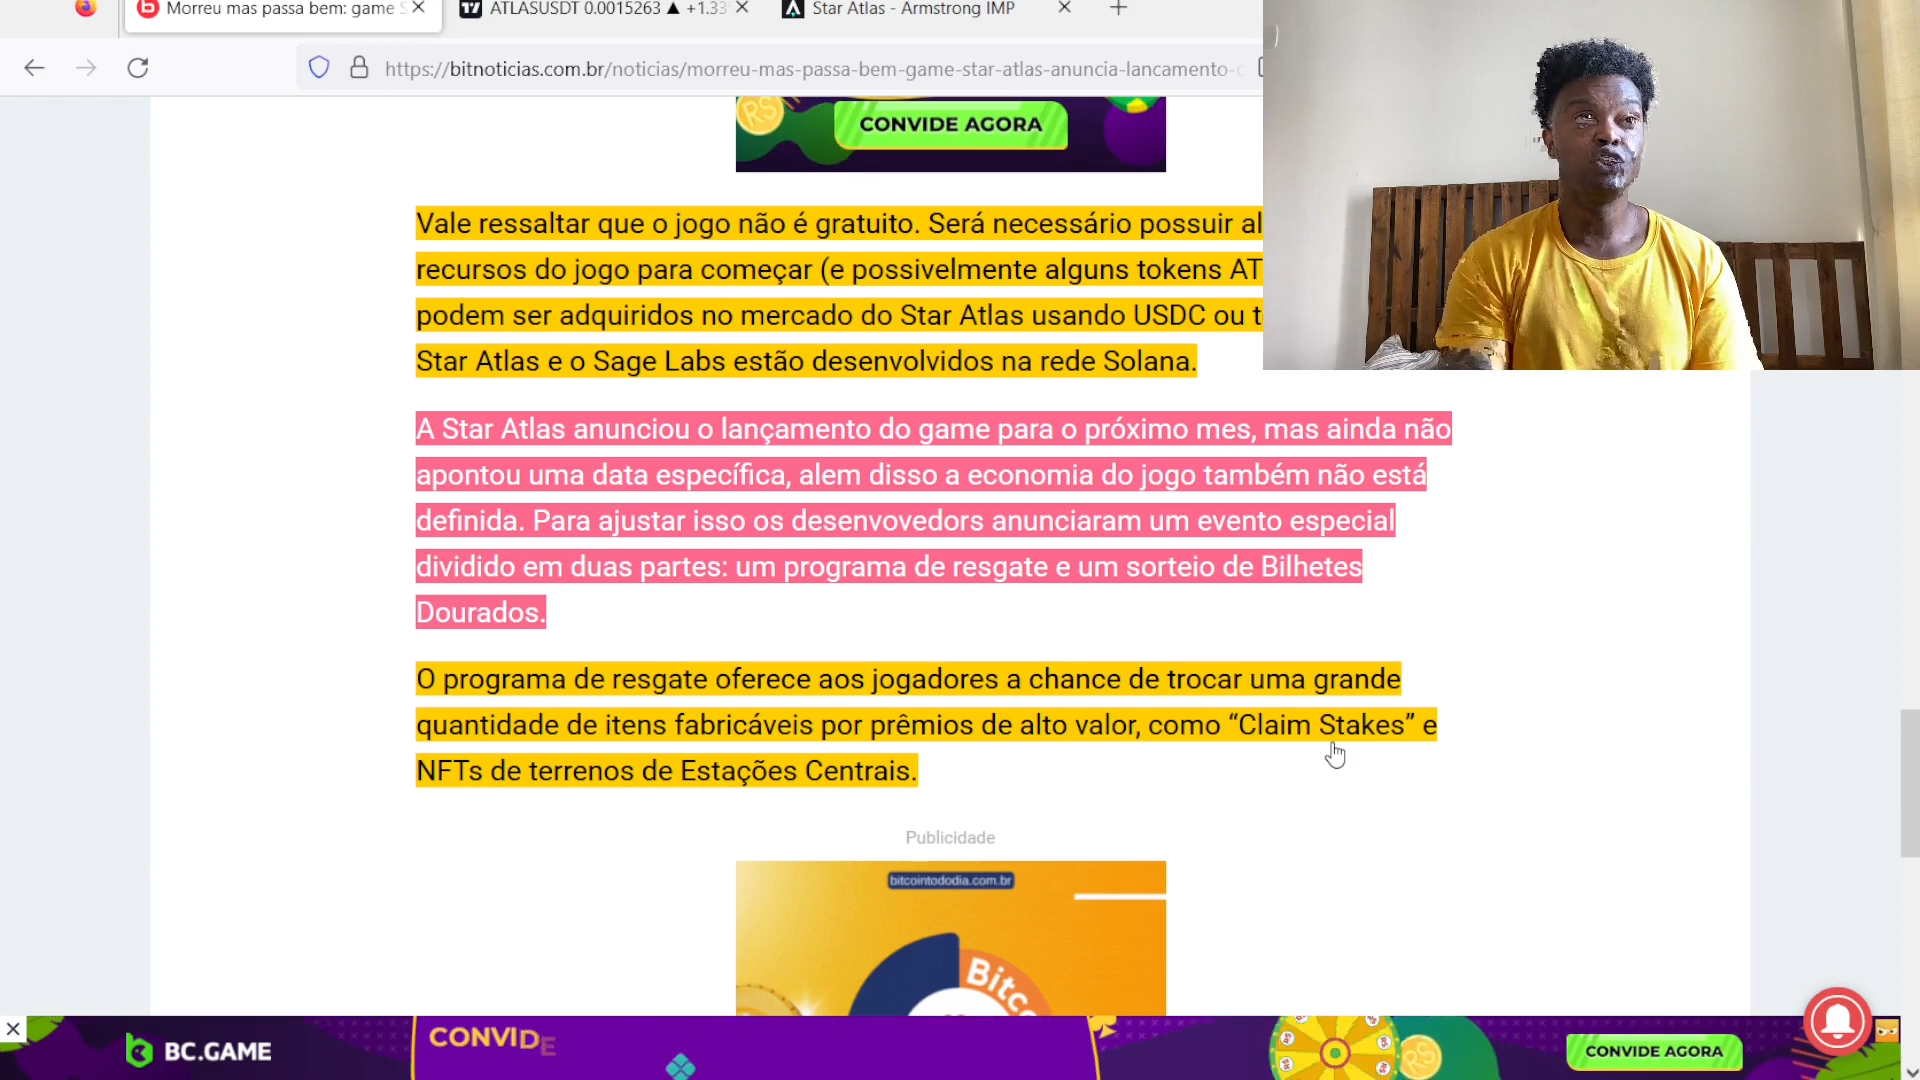 Morreu mas passa bem: game S
ATLASUSDT 0.0015263 ▲ +1.33
Star Atlas - Armstrong IMP
https://bitnoticias.com.br/noticias/morreu-mas-passa-bem-game-star-atlas-anuncia-lancamento-
R$
CONVIDE AGORA
Vale ressaltar que o jogo não é gratuito. Será necessário possuir al
recursos do jogo para começar (e possivelmente alguns tokens AT
podem ser adquiridos no mercado do Star Atlas usando USDC ou t
Star Atlas e o Sage Labs estão desenvolvidos na rede Solana.
A Star Atlas anunciou o lançamento do game para o próximo mes, mas ainda não
apontou uma data específica, alem disso a economia do jogo também não está
definida. Para ajustar isso os desenvovedors anunciaram um evento especial
dividido em duas partes: um programa de resgate e um sorteio de Bilhetes
Dourados.
O programa de resgate oferece aos jogadores a chance de trocar uma grande
quantidade de itens fabricáveis por prêmios de alto valor, como “Claim Stakes” e
NFTs de terrenos de Estações Centrais.
Publicidade
bitcointododia.com.br
Bitc
BC.GAME
CONVIDE
R$
CONVIDE AGORA